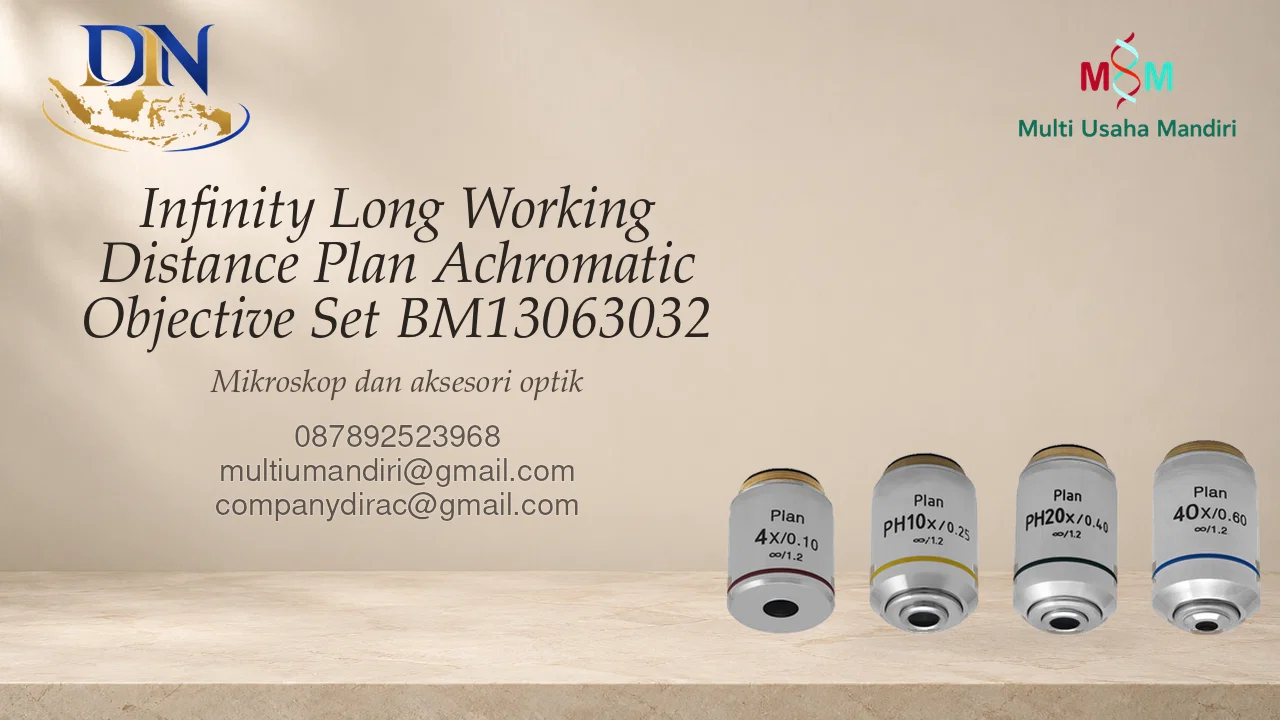 DN
M M
Multi Usaha Mandiri
Infinity Long Working
Distance Plan Achromatic
Objective Set BM13063032
Mikroskop dan aksesori optik
087892523968
multiumandiri@gmail.com
companydirac@gmail.com
Plan
4X/0.10
∞/1.2
Plan
PH10x/0.25
∞/1.2
Plan
PH20x/0.40
∞/1.2
Plan
40X/0.60
∞/1.2